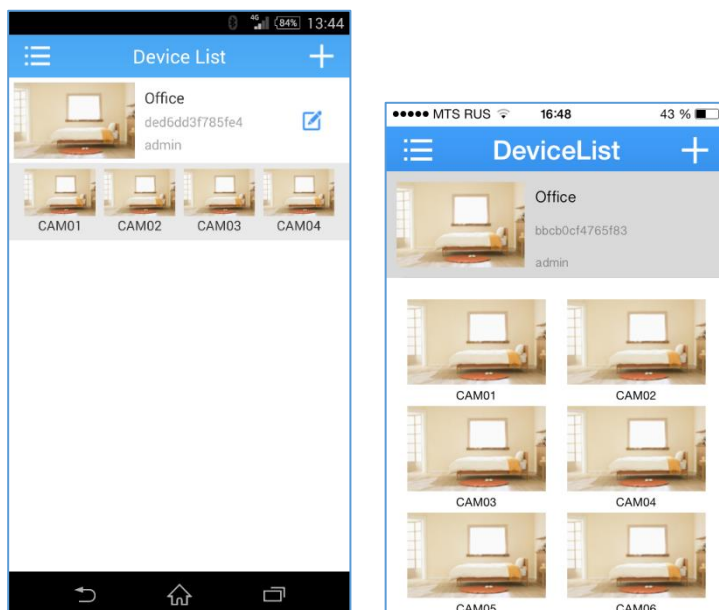 4G 84% 13:44
Device List
Office
ded6dd3f785fe4
admin
CAM01 CAM02 CAM03 CAM04
MTS RUS 16:48 43 %
DeviceList
Office
bbcb0cf4765f83
admin
CAM01 CAM02
CAM03 CAM04
CAM05 CAM06